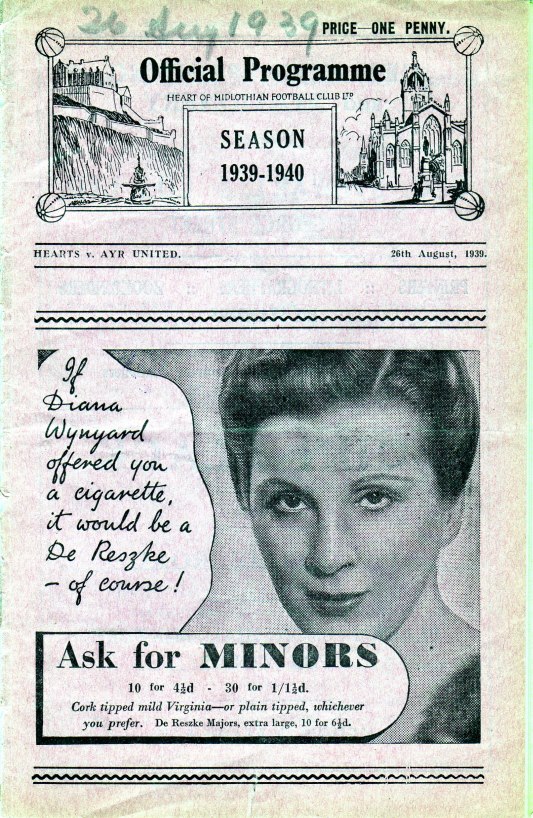 26 Aug 1939
PRICE ONE PENNY.
Official Programme
HEART OF MIDLOTHIAN FOOTBALL CLUB LTD
SEASON
1939-1940
HEARTS v. AYR UNITED.
26th August, 1939.
If
Diana
Wynyard
offered you
a cigarette,
it would be a
De Reszke
– of course!
Ask for MINORS
10 for 4½d - 30 for 1/1½d.
Cork tipped mild Virginia—or plain tipped, whichever
you prefer. De Reszke Majors, extra large, 10 for 6½d.